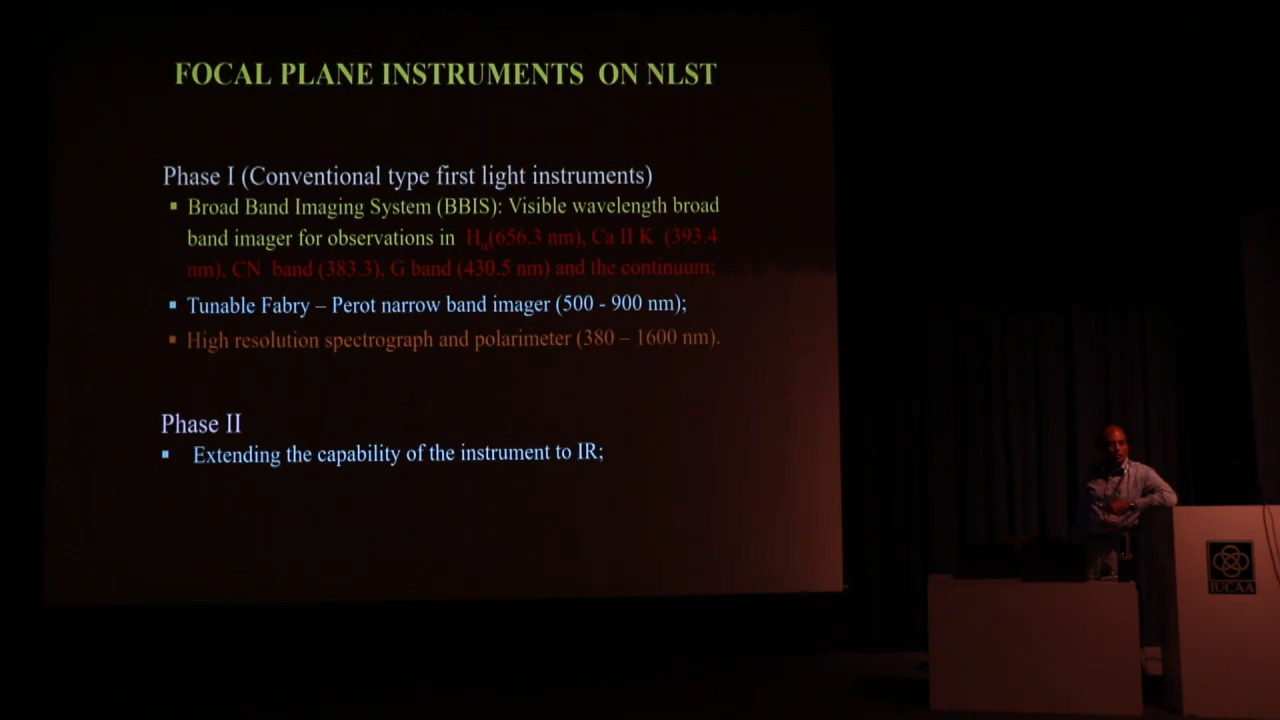 FOCAL PLANE INSTRUMENTS ON NLST
Phase I (Conventional type first light instruments)
▪ Broad Band Imaging System (BBIS): Visible wavelength broad
band imager for observations in Hα(656.3 nm), Ca II K (393.4
nm), CN band (383.3), G band (430.5 nm) and the continuum;
▪ Tunable Fabry – Perot narrow band imager (500 - 900 nm);
▪ High resolution spectrograph and polarimeter (380 – 1600 nm).
Phase II
▪ Extending the capability of the instrument to IR;
IUCAA